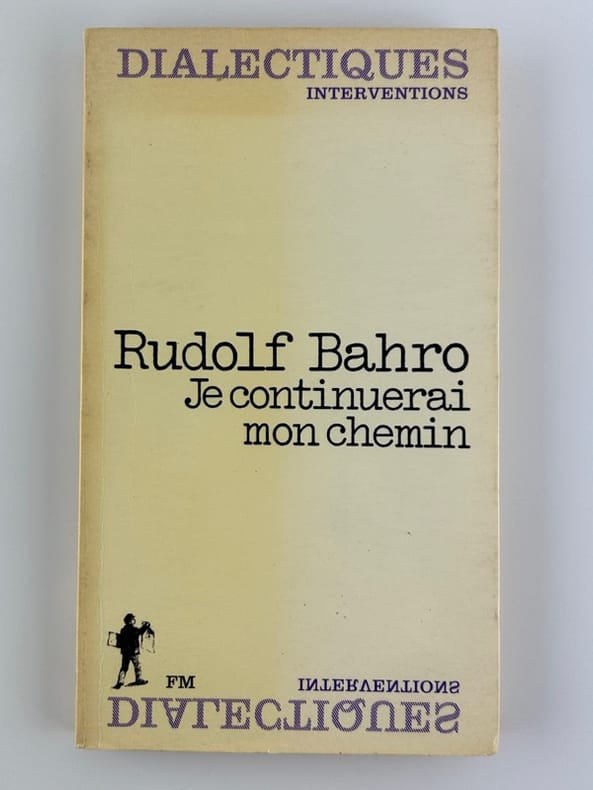 DIALECTIQUES
INTERVENTIONS
Rudolf Bahro
Je continuerai
mon chemin
FM
INTERVENTIONS
DIALECTIQUES